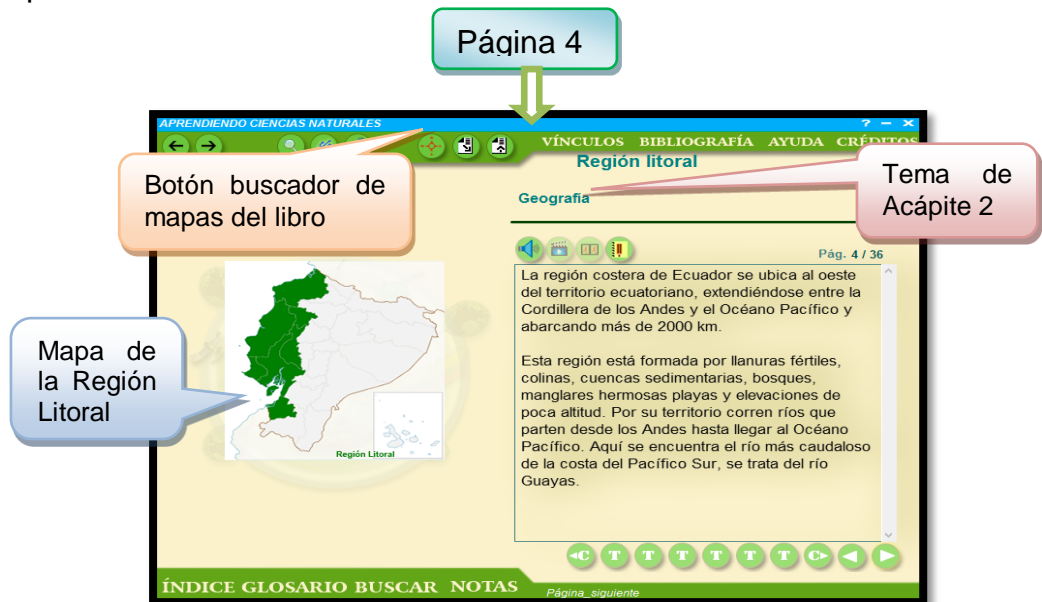 Página 4
APRENDIENDO CIENCIAS NATURALES
? – ×
VÍNCULOS BIBLIOGRAFÍA AYUDA CRÉDITOS
Región litoral
Botón buscador de
mapas del libro
Tema de
Acápite 2
Geografía
Pág. 4 / 36
La región costera de Ecuador se ubica al oeste
del territorio ecuatoriano, extendiéndose entre la
Cordillera de los Andes y el Océano Pacífico y
abarcando más de 2000 km.
Esta región está formada por llanuras fértiles,
colinas, cuencas sedimentarias, bosques,
manglares hermosas playas y elevaciones de
poca altitud. Por su territorio corren ríos que
parten desde los Andes hasta llegar al Océano
Pacífico. Aquí se encuentra el río más caudaloso
de la costa del Pacífico Sur, se trata del río
Guayas.
Mapa de
la Región
Litoral
Región Litoral
C T T T T T T C
ÍNDICE GLOSARIO BUSCAR NOTAS
Página_siguiente